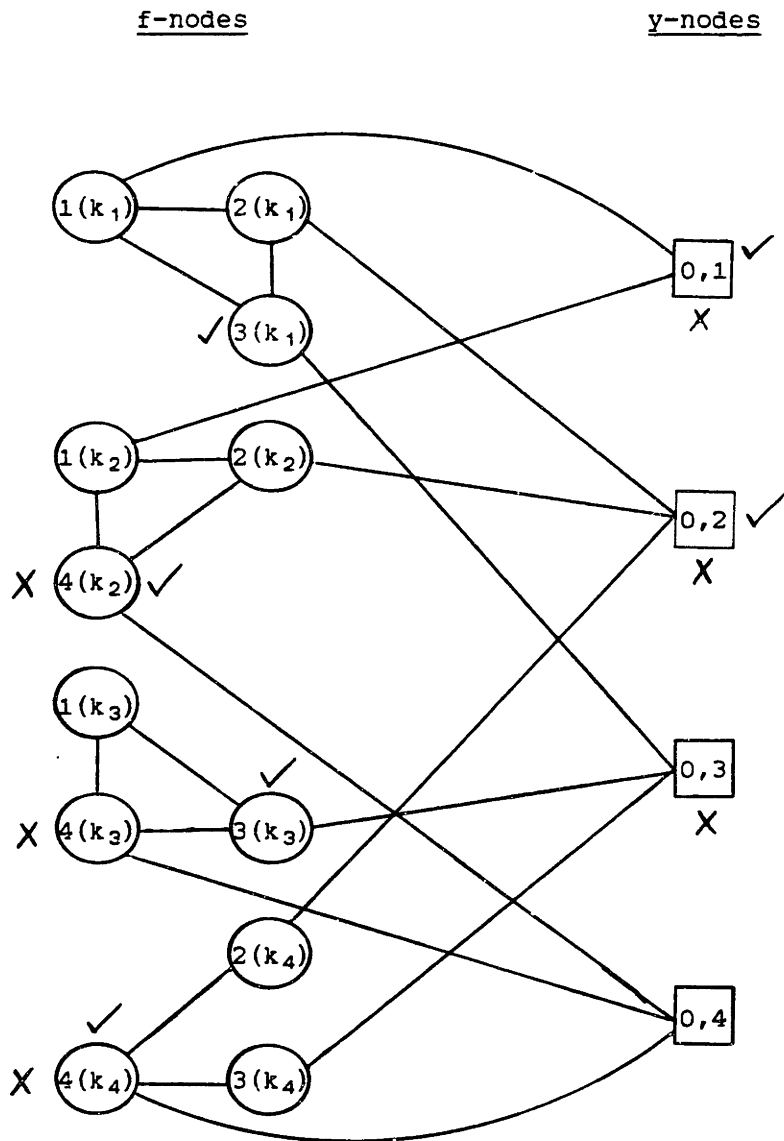 f-nodes y-nodes
1(k₁) 2(k₁)
0,1 ✓
✓ 3(k₁) X
1(k₂) 2(k₂)
0,2 ✓
X 4(k₂) ✓ X
1(k₃)
✓ 0,3
X 4(k₃) 3(k₃) X
2(k₄)
✓ 0,4
X 4(k₄) 3(k₄)